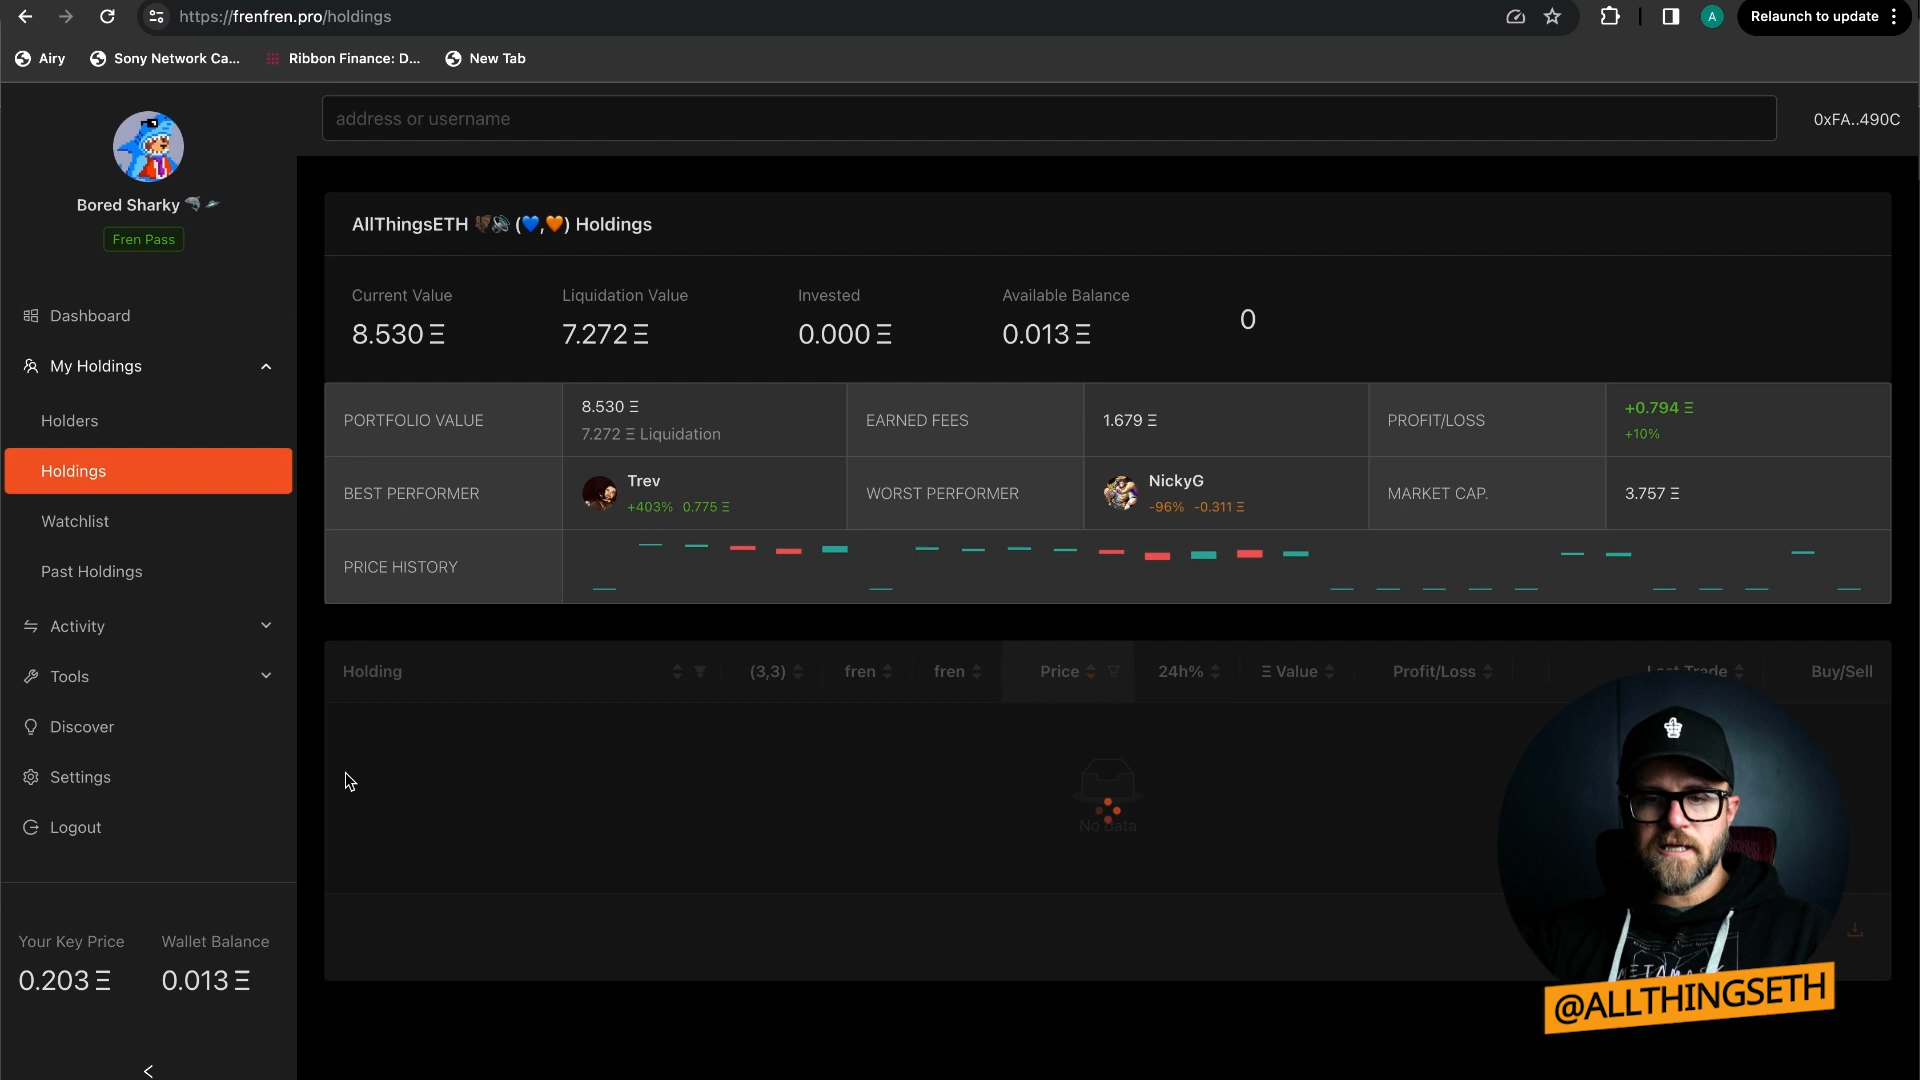 https://frenfren.pro/holdings
A
Relaunch to update
Airy
Sony Network Ca...
Ribbon Finance: D...
New Tab
address or username
0xFA..490C
Bored Sharky
Fren Pass
Dashboard
My Holdings
Holders
Holdings
Watchlist
Past Holdings
Activity
Tools
Discover
Settings
Logout
Your Key Price
0.203 Ξ
Wallet Balance
0.013 Ξ
AllThingsETH 🔊 (💙,🧡) Holdings
Current Value
8.530 Ξ
Liquidation Value
7.272 Ξ
Invested
0.000 Ξ
Available Balance
0.013 Ξ
0
PORTFOLIO VALUE
8.530 Ξ
7.272 Ξ Liquidation
EARNED FEES
1.679 Ξ
PROFIT/LOSS
+0.794 Ξ
+10%
BEST PERFORMER
Trev
+403% 0.775 Ξ
WORST PERFORMER
NickyG
-96% -0.311 Ξ
MARKET CAP.
3.757 Ξ
PRICE HISTORY
Holding (3,3) fren fren Price 24h% Ξ Value Profit/Loss Last Trade Buy/Sell
No data
METAMASK
@ALLTHINGSETH